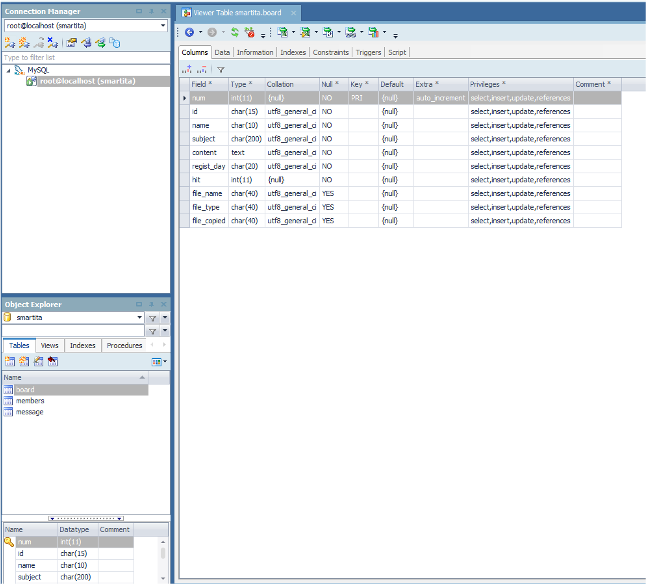 Connection Manager
root@localhost (smartita)
Type to filter list
MySQL
root@localhost (smartita)
Object Explorer
smartita
Tables Views Indexes Procedures
Name
board
members
message
Name Datatype Comment
num int(11)
id char(15)
name char(10)
subject char(200)
Viewer Table smartita.board
Columns Data Information Indexes Constraints Triggers Script
Field Type Collation Null Key Default Extra Privileges Comment
num int(11) {null} NO PRI {null} auto_increment select,insert,update,references
id char(15) utf8_general_ci NO {null} select,insert,update,references
name char(10) utf8_general_ci NO {null} select,insert,update,references
subject char(200) utf8_general_ci NO {null} select,insert,update,references
content text utf8_general_ci NO {null} select,insert,update,references
regist_day char(20) utf8_general_ci NO {null} select,insert,update,references
hit int(11) {null} NO {null} select,insert,update,references
file_name char(40) utf8_general_ci YES {null} select,insert,update,references
file_type char(40) utf8_general_ci YES {null} select,insert,update,references
file_copied char(40) utf8_general_ci YES {null} select,insert,update,references